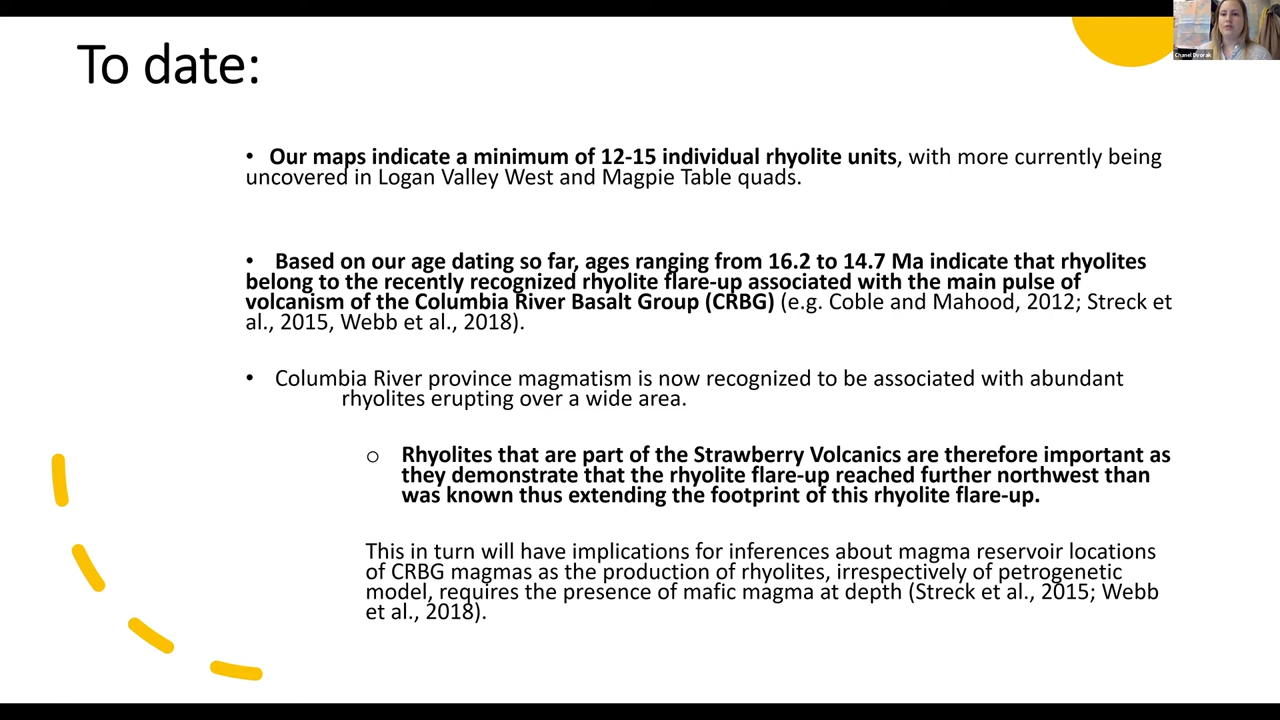 Chanel Dvorak
To date:
• Our maps indicate a minimum of 12-15 individual rhyolite units, with more currently being
uncovered in Logan Valley West and Magpie Table quads.
• Based on our age dating so far, ages ranging from 16.2 to 14.7 Ma indicate that rhyolites
belong to the recently recognized rhyolite flare-up associated with the main pulse of
volcanism of the Columbia River Basalt Group (CRBG) (e.g. Coble and Mahood, 2012; Streck et
al., 2015, Webb et al., 2018).
• Columbia River province magmatism is now recognized to be associated with abundant
rhyolites erupting over a wide area.
o Rhyolites that are part of the Strawberry Volcanics are therefore important as
they demonstrate that the rhyolite flare-up reached further northwest than
was known thus extending the footprint of this rhyolite flare-up.
This in turn will have implications for inferences about magma reservoir locations
of CRBG magmas as the production of rhyolites, irrespectively of petrogenetic
model, requires the presence of mafic magma at depth (Streck et al., 2015; Webb
et al., 2018).